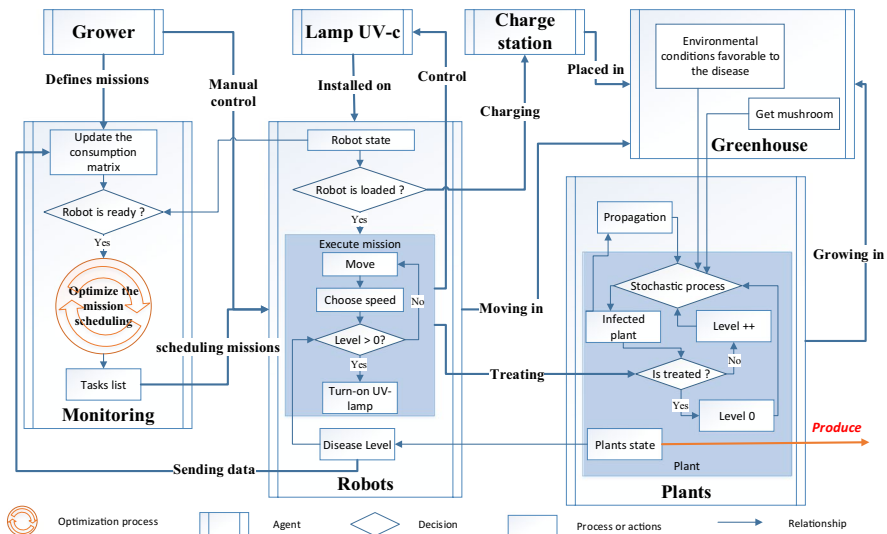 Grower
Lamp UV-c
Charge
station
Environmental
conditions favorable to
the disease
Get mushroom
Greenhouse
Defines missions
Manual
control
Installed on
Control
Charging
Placed in
Update the
consumption
matrix
Robot is ready ?
Yes
Optimize the
mission
scheduling
Tasks list
Monitoring
scheduling missions
Sending data
Robot state
Robot is loaded ?
Yes
Execute mission
Move
Choose speed
No
Level > 0?
Yes
Turn-on UV-
lamp
Disease Level
Robots
Moving in
Treating
Growing in
Propagation
Stochastic process
Infected
plant
Level ++
No
Is treated ?
Yes
Level 0
Plants state
Plant
Plants
Produce
Optimization process
Agent
Decision
Process or actions
Relationship